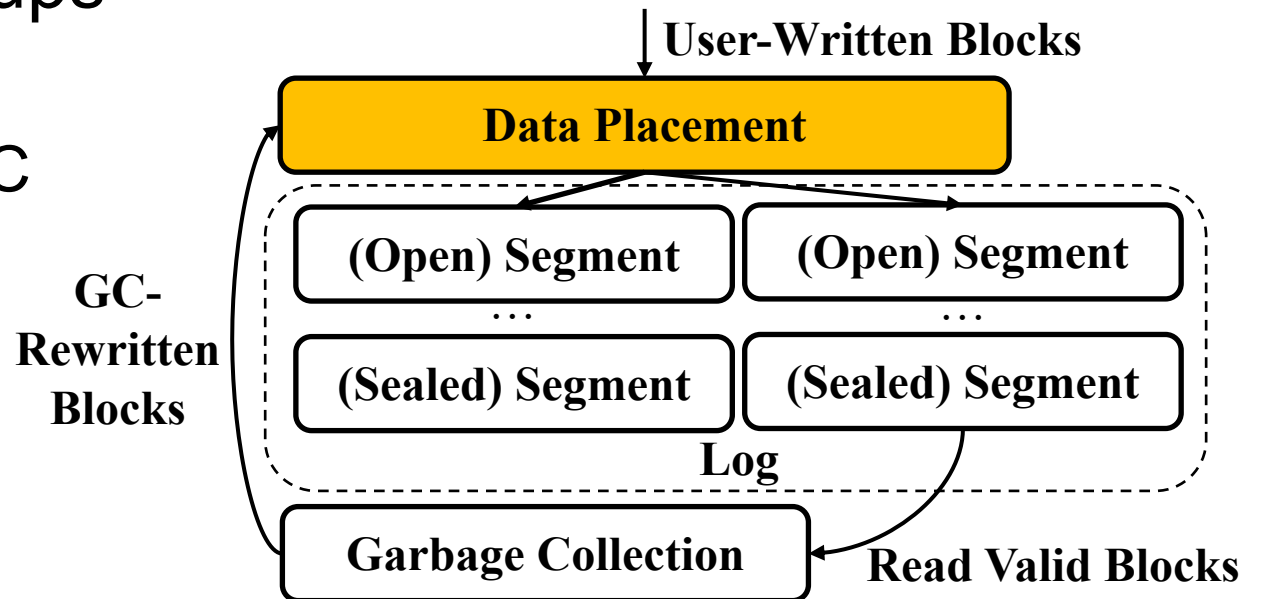 User-Written Blocks
Data Placement
C
(Open) Segment
(Open) Segment
...
...
GC-
Rewritten
Blocks
(Sealed) Segment
(Sealed) Segment
Log
Garbage Collection
Read Valid Blocks